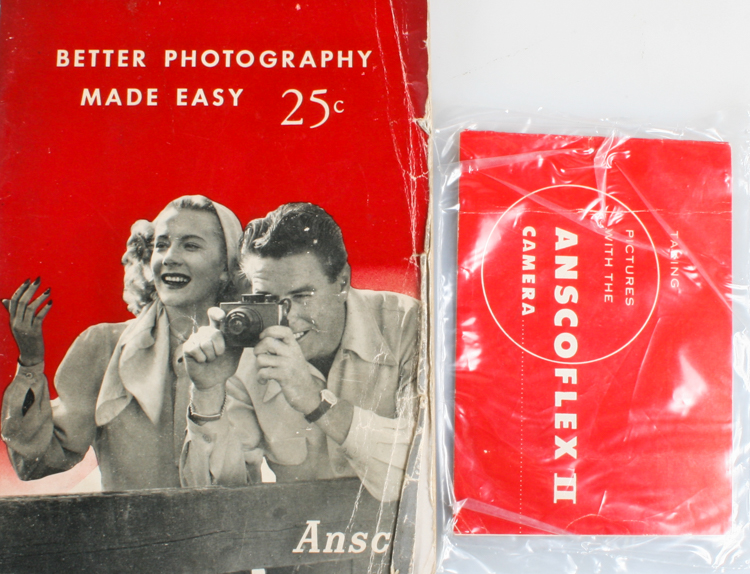 BETTER PHOTOGRAPHY
MADE EASY 25c
Ansc
TAKING
PICTURES
WITH THE
ANSCOFLEX II
CAMERA